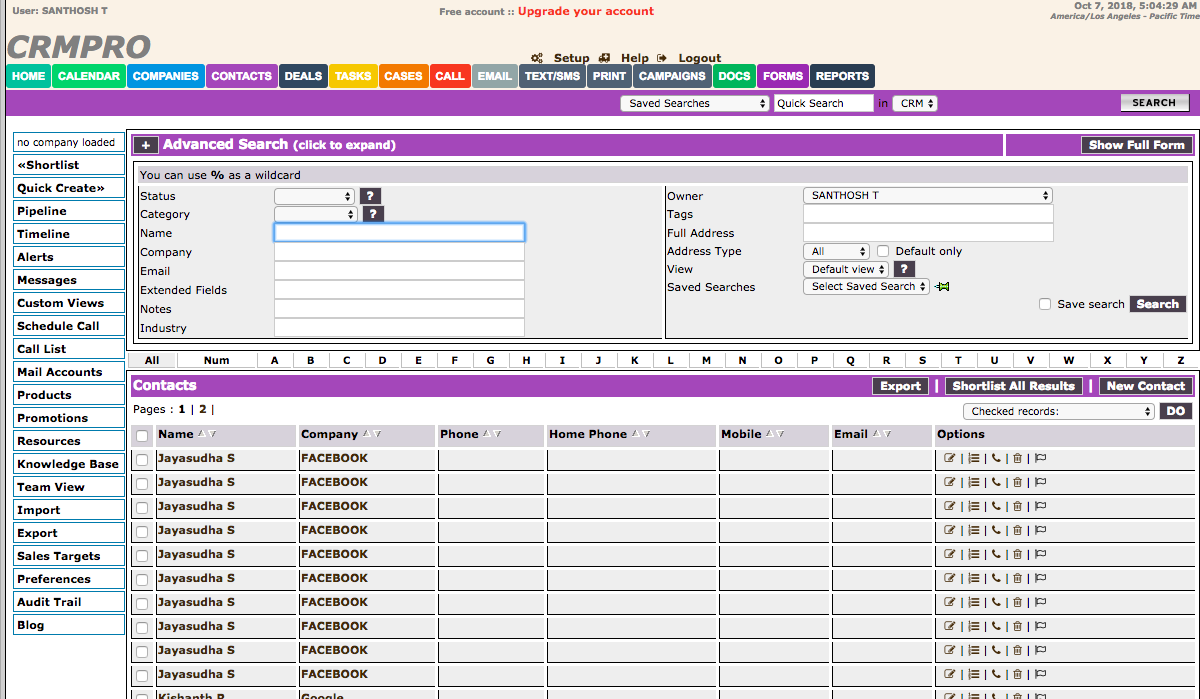 User: SANTHOSH T
Free account :: Upgrade your account
Oct 7, 2018, 5:04:29 AM
America/Los Angeles - Pacific Time
CRMPRO
Setup Help Logout
HOME CALENDAR COMPANIES CONTACTS DEALS TASKS CASES CALL EMAIL TEXT/SMS PRINT CAMPAIGNS DOCS FORMS REPORTS
Saved Searches Quick Search in CRM SEARCH
no company loaded
«Shortlist
Quick Create»
Pipeline
Timeline
Alerts
Messages
Custom Views
Schedule Call
Call List
Mail Accounts
Products
Promotions
Resources
Knowledge Base
Team View
Import
Export
Sales Targets
Preferences
Audit Trail
Blog
+ Advanced Search (click to expand) Show Full Form
You can use % as a wildcard
Status ?
Category ?
Name
Company
Email
Extended Fields
Notes
Industry
Owner SANTHOSH T
Tags
Full Address
Address Type All Default only
View Default view ?
Saved Searches Select Saved Search
Save search Search
All Num A B C D E F G H I J K L M N O P Q R S T U V W X Y Z
Contacts Export | Shortlist All Results | New Contact
Pages : 1 | 2 |
Checked records: DO
Name Company Phone Home Phone Mobile Email Options
Jayasudha S FACEBOOK | | | |
Jayasudha S FACEBOOK | | | |
Jayasudha S FACEBOOK | | | |
Jayasudha S FACEBOOK | | | |
Jayasudha S FACEBOOK | | | |
Jayasudha S FACEBOOK | | | |
Jayasudha S FACEBOOK | | | |
Jayasudha S FACEBOOK | | | |
Jayasudha S FACEBOOK | | | |
Jayasudha S FACEBOOK | | | |
Kishanth Google